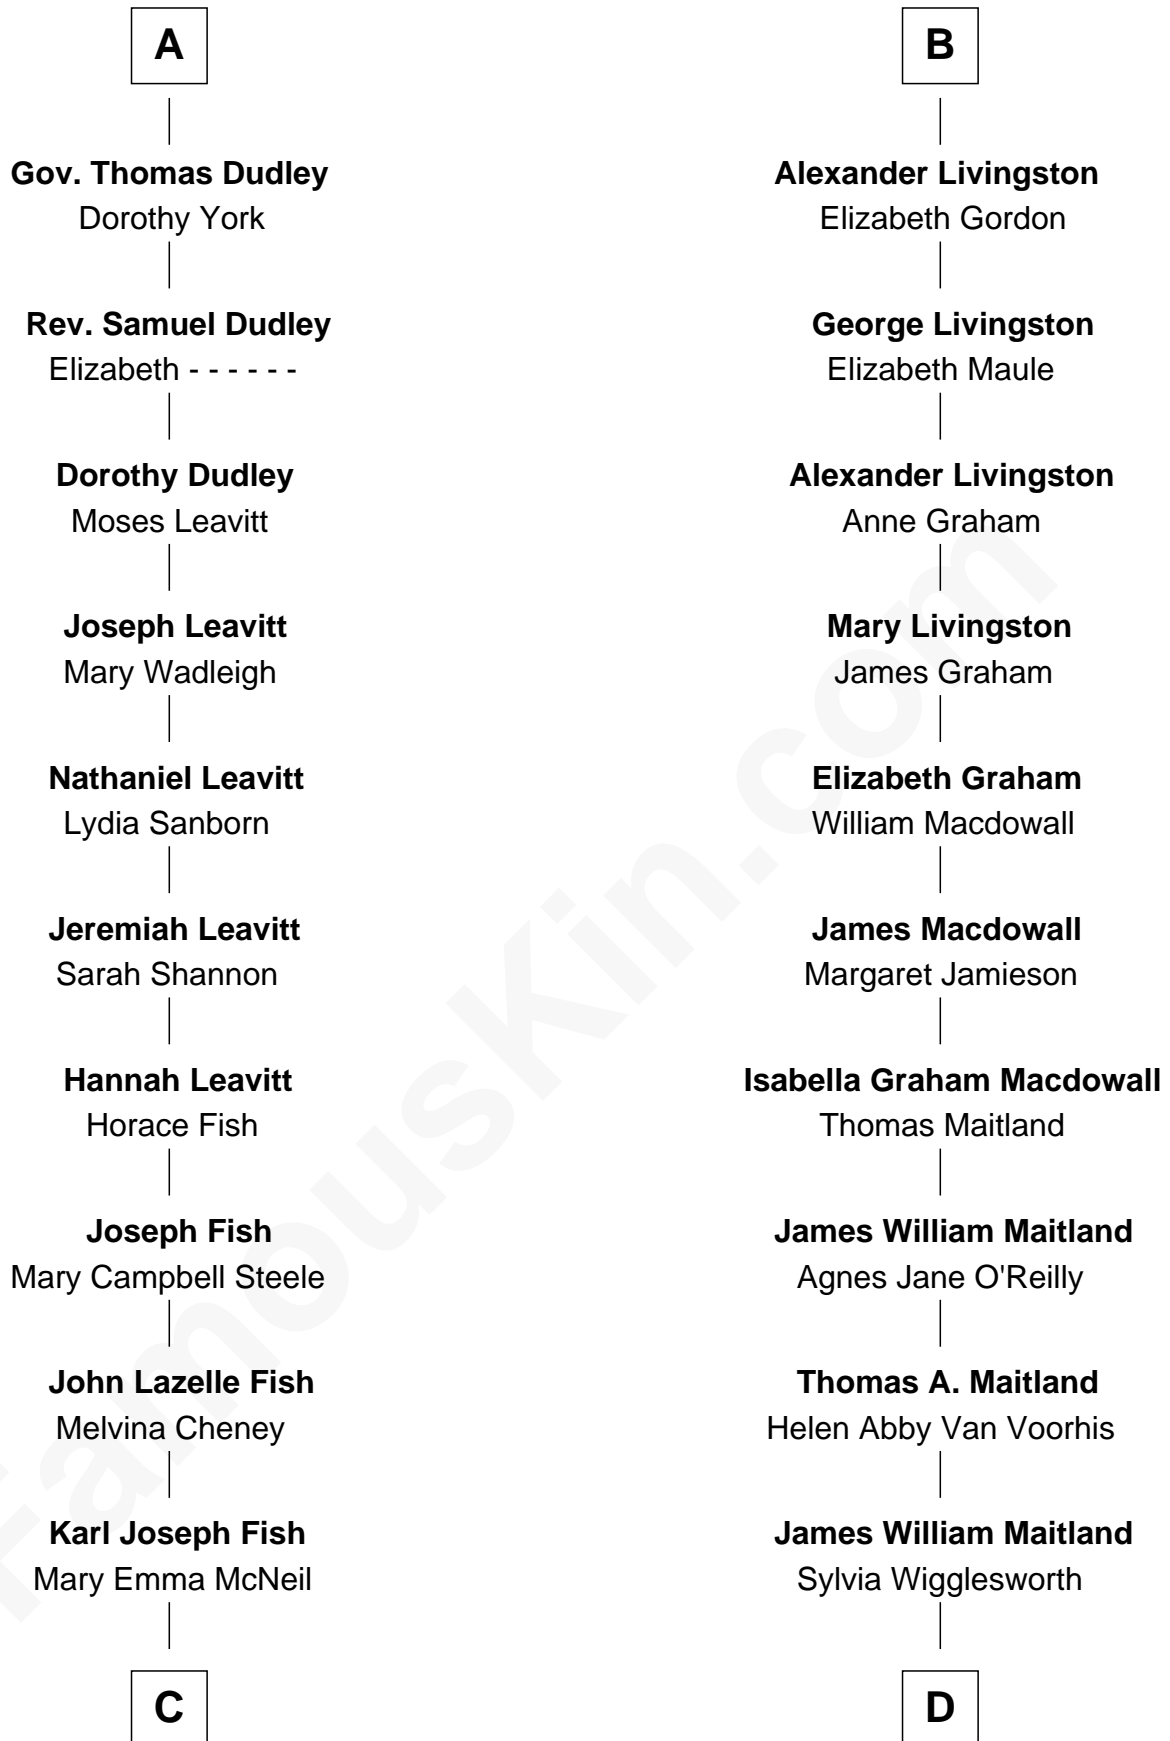 A
Gov. Thomas Dudley
Dorothy York
Rev. Samuel Dudley
Elizabeth - - - - - -
Dorothy Dudley
Moses Leavitt
Joseph Leavitt
Mary Wadleigh
Nathaniel Leavitt
Lydia Sanborn
Jeremiah Leavitt
Sarah Shannon
Hannah Leavitt
Horace Fish
Joseph Fish
Mary Campbell Steele
John Lazelle Fish
Melvina Cheney
Karl Joseph Fish
Mary Emma McNeil
C
B
Alexander Livingston
Elizabeth Gordon
George Livingston
Elizabeth Maule
Alexander Livingston
Anne Graham
Mary Livingston
James Graham
Elizabeth Graham
William Macdowall
James Macdowall
Margaret Jamieson
Isabella Graham Macdowall
Thomas Maitland
James William Maitland
Agnes Jane O'Reilly
Thomas A. Maitland
Helen Abby Van Voorhis
James William Maitland
Sylvia Wigglesworth
D
FamousKin.com